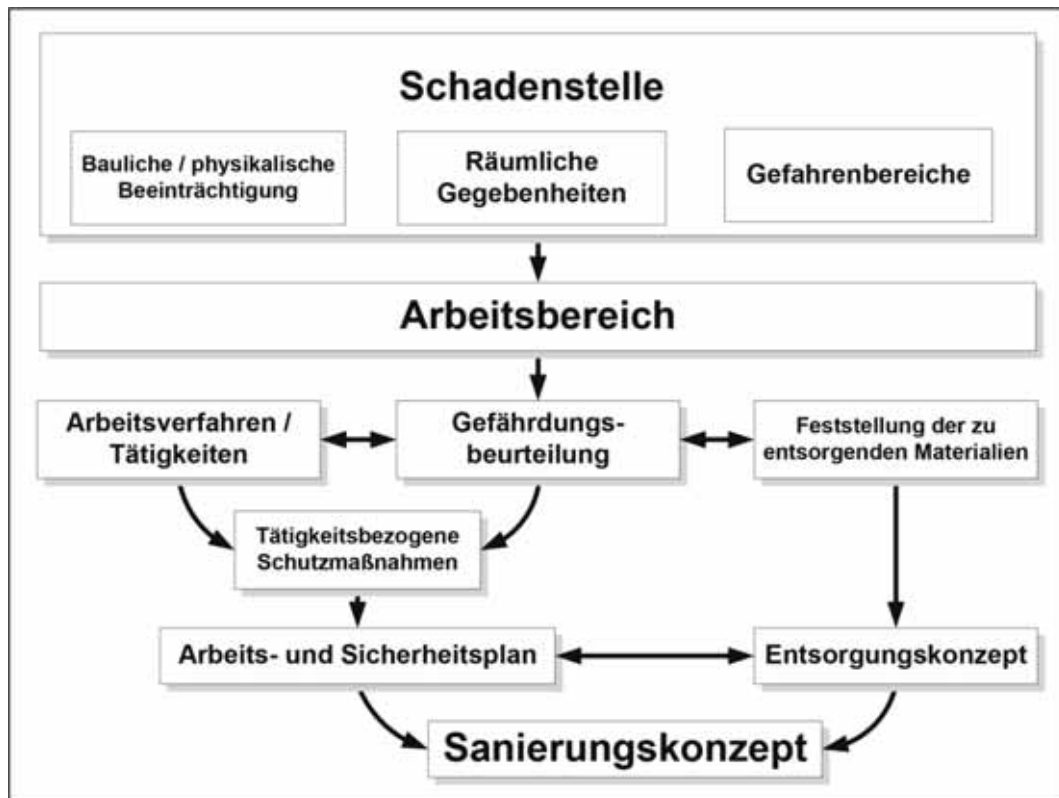 Schadenstelle
Bauliche / physikalische
Beeinträchtigung
Räumliche
Gegebenheiten
Gefahrenbereiche
Arbeitsbereich
Arbeitsverfahren /
Tätigkeiten
Gefährdungs-
beurteilung
Feststellung der zu
entsorgenden Materialien
Tätigkeitsbezogene
Schutzmaßnahmen
Arbeits- und Sicherheitsplan
Entsorgungskonzept
Sanierungskonzept